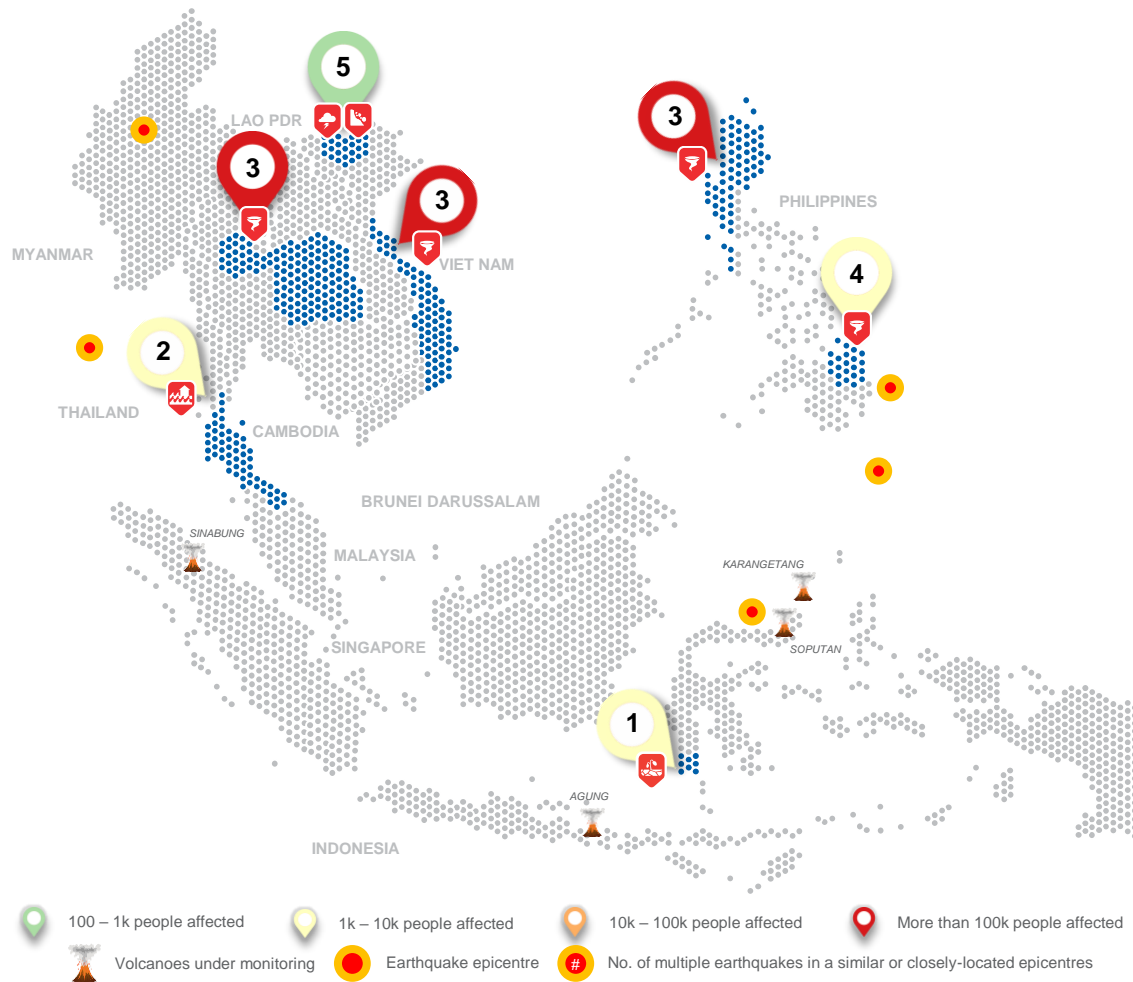 5
3
LAO PDR
3
PHILIPPINES
3
MYANMAR
VIET NAM
4
2
THAILAND
CAMBODIA
BRUNEI DARUSSALAM
SINABUNG
MALAYSIA
KARANGETANG
SINGAPORE
SOPUTAN
1
AGUNG
INDONESIA
100 – 1k people affected
1k – 10k people affected
10k – 100k people affected
More than 100k people affected
Volcanoes under monitoring
Earthquake epicentre
#
No. of multiple earthquakes in a similar or closely-located epicentres